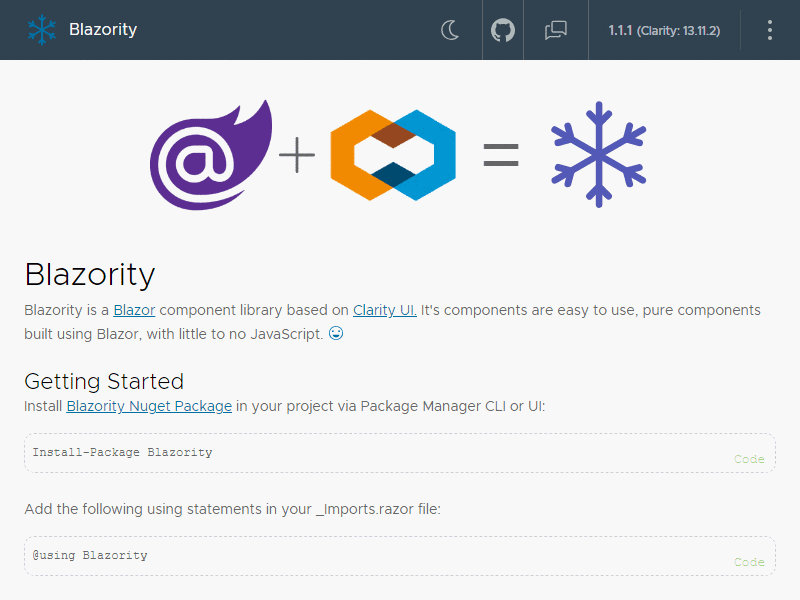 Blazority
1.1.1 (Clarity: 13.11.2)
@ + =
Blazority
Blazority is a Blazor component library based on Clarity UI. It's components are easy to use, pure components
built using Blazor, with little to no JavaScript.
Getting Started
Install Blazority Nuget Package in your project via Package Manager CLI or UI:
Install-Package Blazority
Code
Add the following using statements in your _Imports.razor file:
@using Blazority
Code